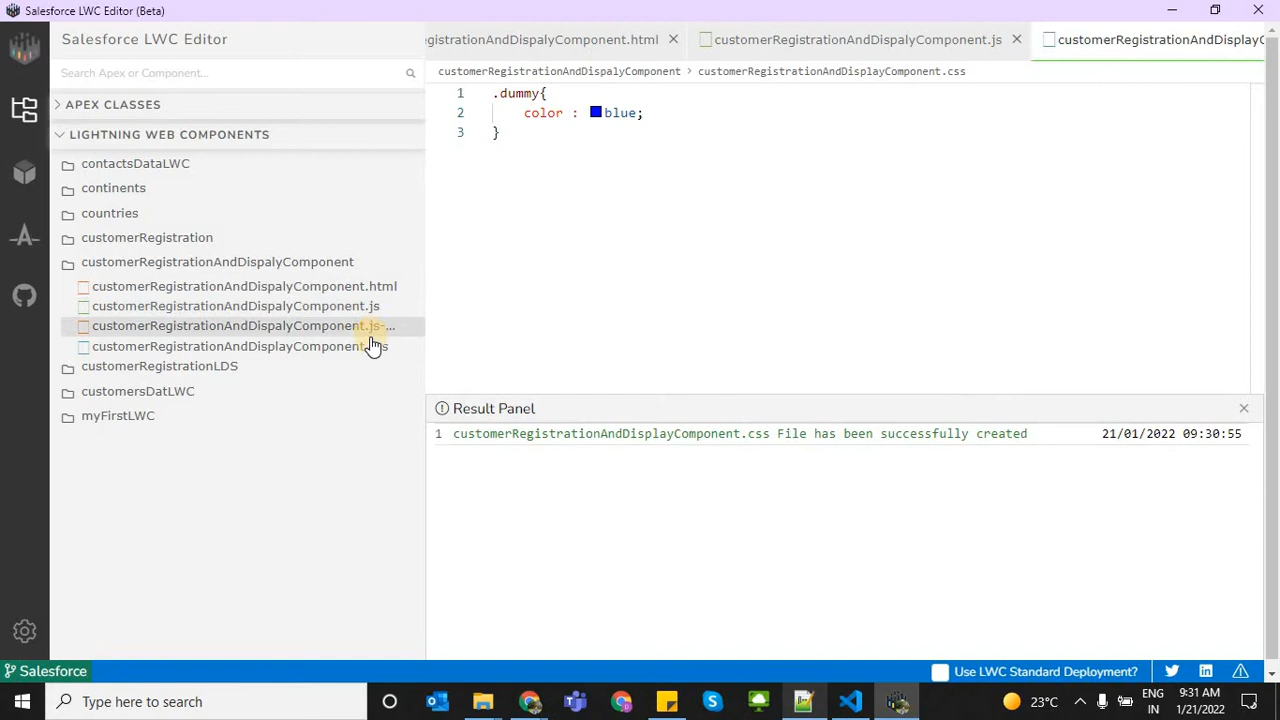 Salesforce LWC Editor (Beta)
Salesforce LWC Editor
Search Apex or Component...
APEX CLASSES
LIGHTNING WEB COMPONENTS
contactsDataLWC
continents
countries
customerRegistration
customerRegistrationAndDispalyComponent
customerRegistrationAndDispalyComponent.html
customerRegistrationAndDispalyComponent.js
customerRegistrationAndDispalyComponent.js-...
customerRegistrationAndDisplayComponent
customerRegistrationLDS
customersDatLWC
myFirstLWC
gistrationAndDispalyComponent.html
customerRegistrationAndDispalyComponent.js
customerRegistrationAndDisplayC
customerRegistrationAndDispalyComponent > customerRegistrationAndDisplayComponent.css
1 .dummy{
2 color : blue;
3 }
Result Panel
1 customerRegistrationAndDisplayComponent.css File has been successfully created 21/01/2022 09:30:55
Salesforce
Use LWC Standard Deployment?
Type here to search
23°C
ENG
IN
9:31 AM
1/21/2022